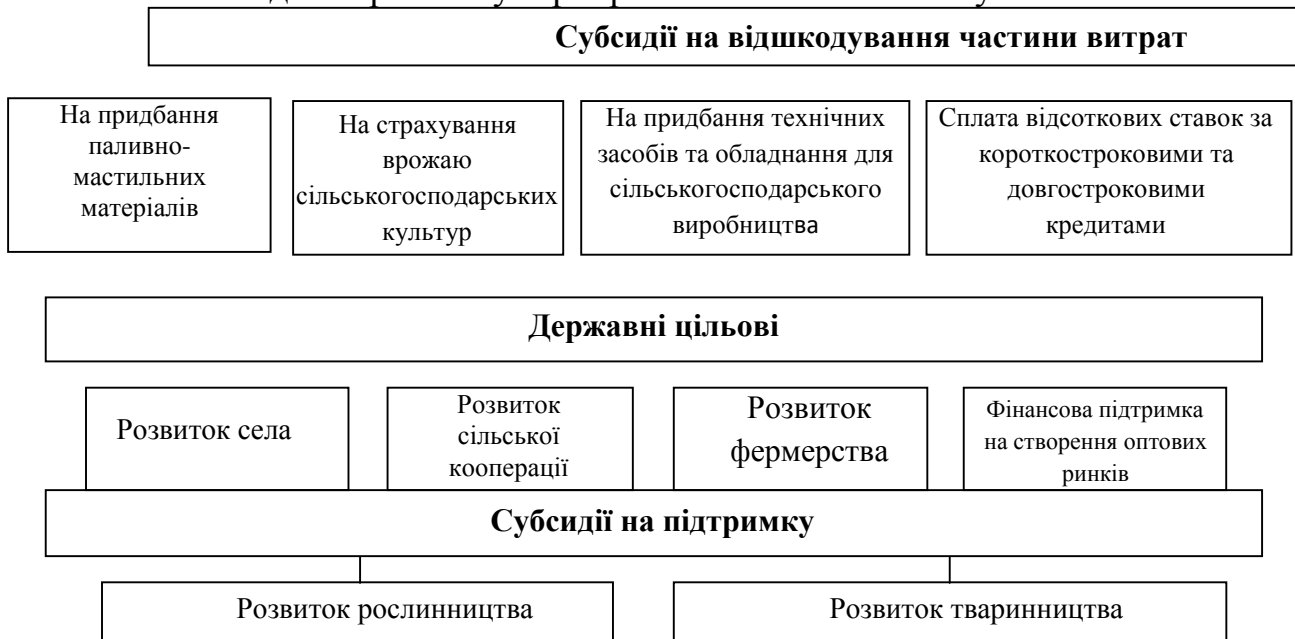 Субсидії на відшкодування частини витрат
На придбання
паливно-
мастильних
матеріалів
На страхування
врожаю
сільськогосподарських
культур
На придбання технічних
засобів та обладнання для
сільськогосподарського
виробництва
Сплата відсоткових ставок за
короткостроковими та
довгостроковими
кредитами
Державні цільові
Розвиток села
Розвиток
сільської
кооперації
Розвиток
фермерства
Фінансова підтримка
на створення оптових
ринків
Субсидії на підтримку
Розвиток рослинництва
Розвиток тваринництва